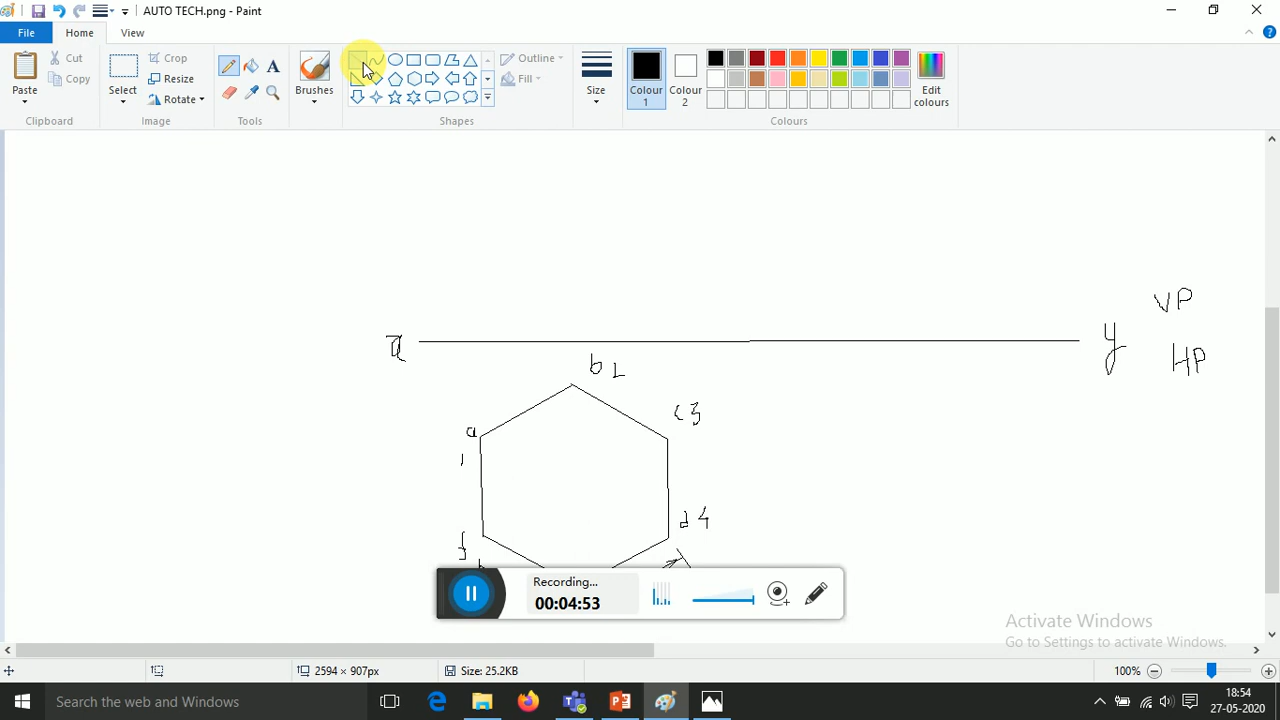 AUTO TECH.png - Paint
File
Home
View
Paste
Cut
Copy
Clipboard
Select
Crop
Resize
Rotate
Image
A
Tools
Brushes
Shapes
Outline
Fill
Size
Colour 1
Colour 2
Edit colours
Colours
VP
x
y
HP
b 2
c 3
a
1
d 4
f
Recording...
00:04:53
Activate Windows
Go to Settings to activate Windows.
2594 × 907px
Size: 25.2KB
100%
Search the web and Windows
18:54
27-05-2020